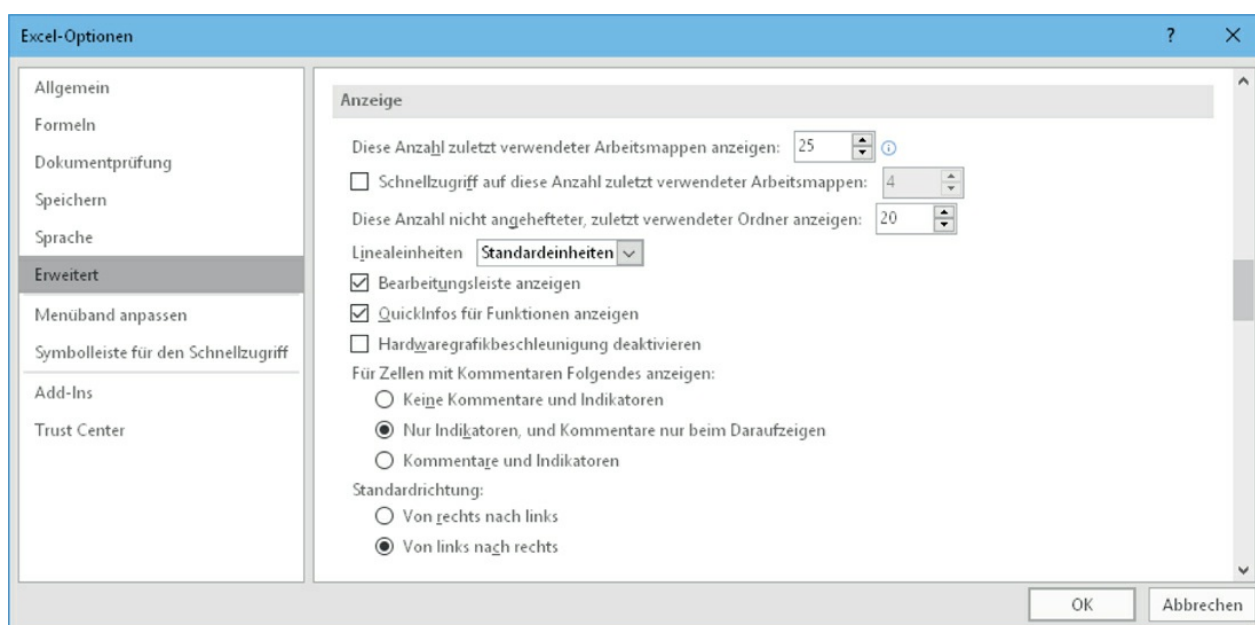 Excel-Optionen
?
Allgemein
Formeln
Dokumentprüfung
Speichern
Sprache
Erweitert
Menüband anpassen
Symbolleiste für den Schnellzugriff
Add-Ins
Trust Center
Anzeige
Diese Anzahl zuletzt verwendeter Arbeitsmappen anzeigen: 25
Schnellzugriff auf diese Anzahl zuletzt verwendeter Arbeitsmappen: 4
Diese Anzahl nicht angehefteter, zuletzt verwendeter Ordner anzeigen: 20
Linealeinheiten Standardeinheiten
Bearbeitungsleiste anzeigen
QuickInfos für Funktionen anzeigen
Hardwaregrafikbeschleunigung deaktivieren
Für Zellen mit Kommentaren Folgendes anzeigen:
Keine Kommentare und Indikatoren
Nur Indikatoren, und Kommentare nur beim Daraufzeigen
Kommentare und Indikatoren
Standardrichtung:
Von rechts nach links
Von links nach rechts
OK
Abbrechen